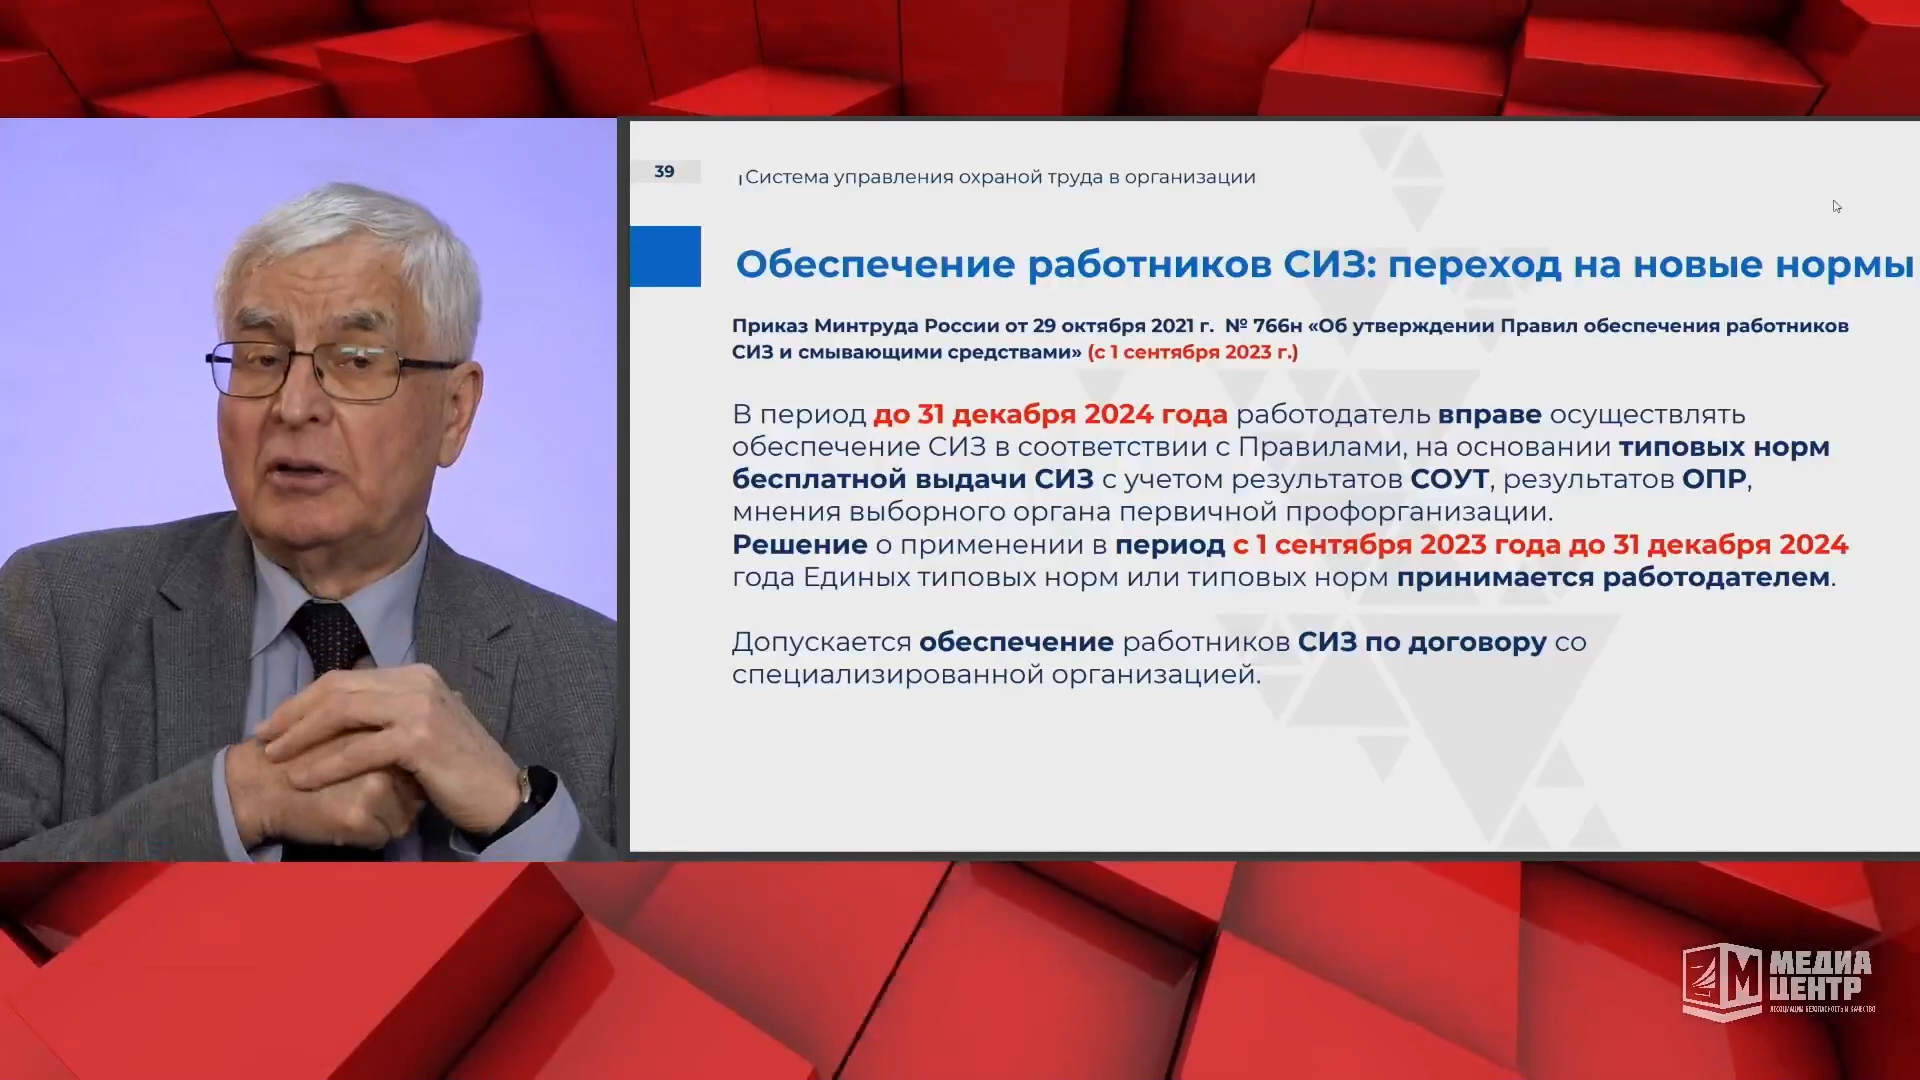 39
Система управления охраной труда в организации
Обеспечение работников СИЗ: переход на новые нормы
Приказ Минтруда России от 29 октября 2021 г. № 766н «Об утверждении Правил обеспечения работников
СИЗ и смывающими средствами» (с 1 сентября 2023 г.)
В период до 31 декабря 2024 года работодатель вправе осуществлять
обеспечение СИЗ в соответствии с Правилами, на основании типовых норм
бесплатной выдачи СИЗ с учетом результатов СОУТ, результатов ОПР,
мнения выборного органа первичной профорганизации.
Решение о применении в период с 1 сентября 2023 года до 31 декабря 2024
года Единых типовых норм или типовых норм принимается работодателем.
Допускается обеспечение работников СИЗ по договору со
специализированной организацией.
МЕДИА
ЦЕНТР
АССОЦИАЦИИ БЕЗОПАСНОСТЬ И КАЧЕСТВО